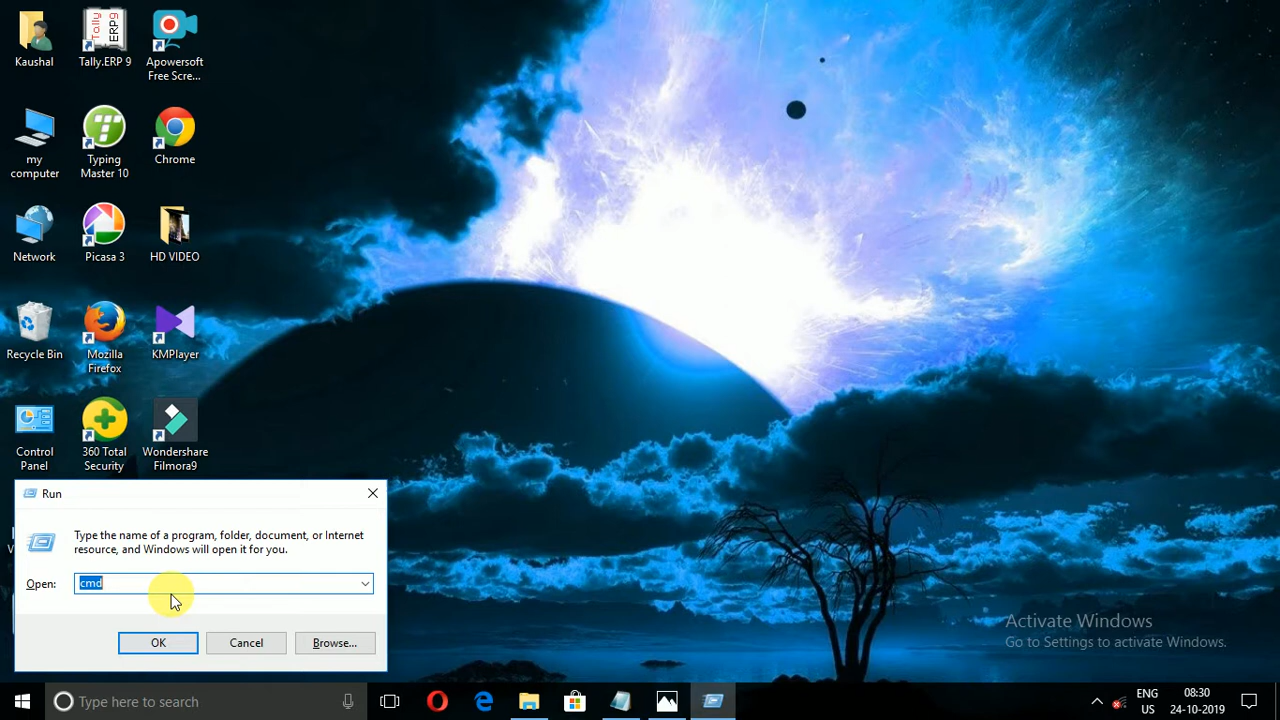 Kaushal
Tally.ERP 9
Apowersoft
Free Scre...
my
computer
Typing
Master 10
Chrome
Network
Picasa 3
HD VIDEO
Recycle Bin
Mozilla
Firefox
KMPlayer
Control
Panel
360 Total
Security
Wondershare
Filmora9
Run
Type the name of a program, folder, document, or Internet
resource, and Windows will open it for you.
Open: cmd
OK Cancel Browse...
Activate Windows
Go to Settings to activate Windows.
Type here to search
ENG
US
08:30
24-10-2019